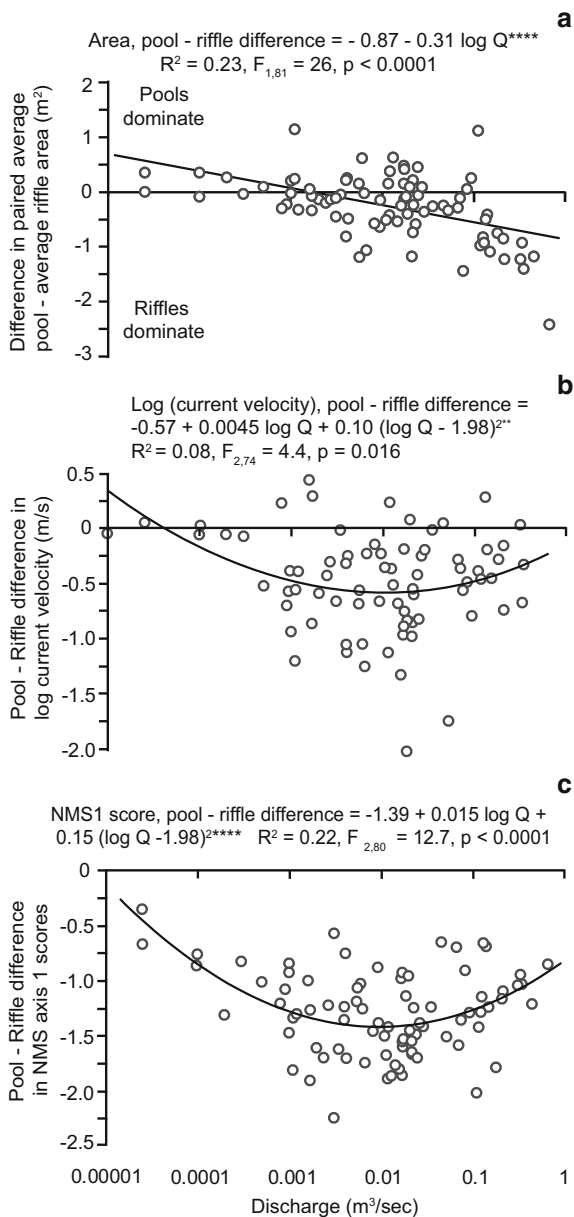 a
Area, pool - riffle difference = - 0.87 - 0.31 log Q****
R² = 0.23, F1,81 = 26, p < 0.0001
2
1
0
-1
-2
-3
Pools
dominate
Riffles
dominate
Difference in paired average
pool - average riffle area (m²)
b
Log (current velocity), pool - riffle difference =
-0.57 + 0.0045 log Q + 0.10 (log Q - 1.98)²**
R² = 0.08, F2,74 = 4.4, p = 0.016
0.5
0
-0.5
-1.0
-1.5
-2.0
Pool - Riffle difference in
log current velocity (m/s)
c
NMS1 score, pool - riffle difference = -1.39 + 0.015 log Q +
0.15 (log Q -1.98)²**** R² = 0.22, F 2,80 = 12.7, p < 0.0001
0
-0.5
-1.0
-1.5
-2.0
-2.5
Pool - Riffle difference
in NMS axis 1 scores
0.00001 0.0001 0.001 0.01 0.1 1
Discharge (m³/sec)